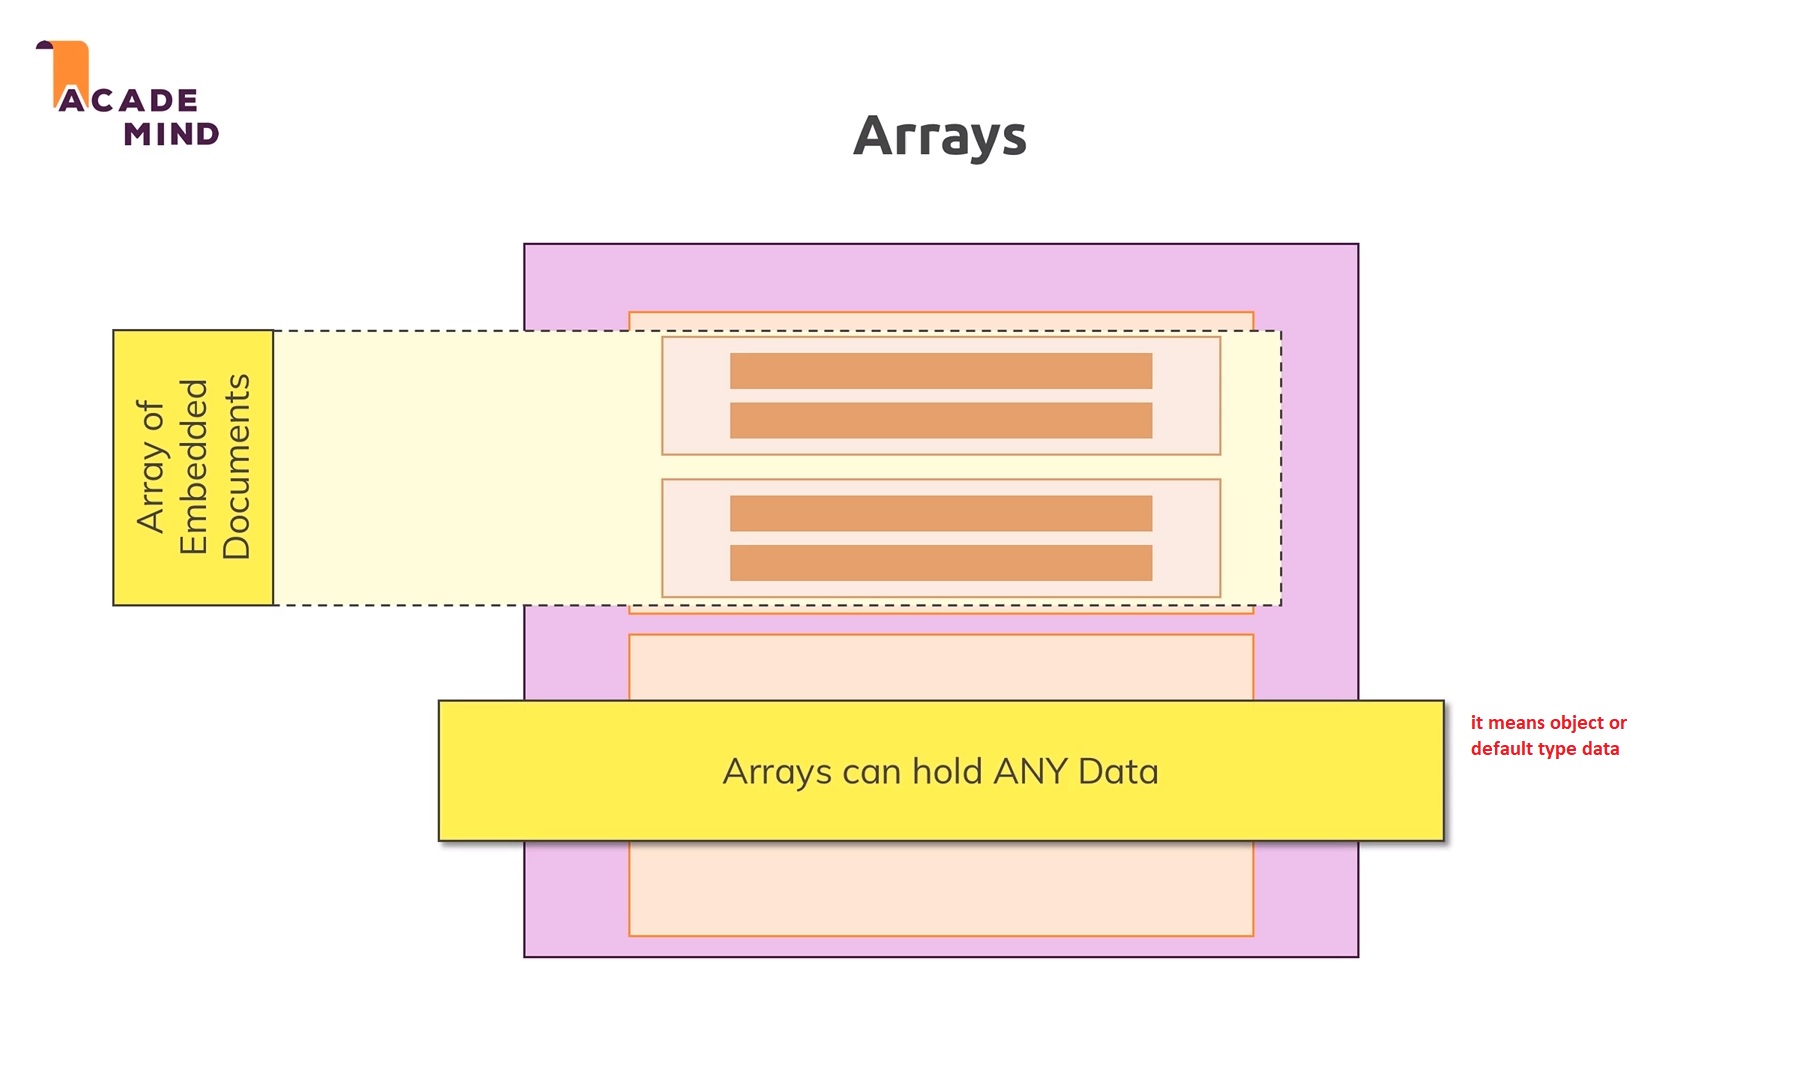 ACADE
MIND
Arrays
Array of
Embedded
Documents
Arrays can hold ANY Data
it means object or
default type data